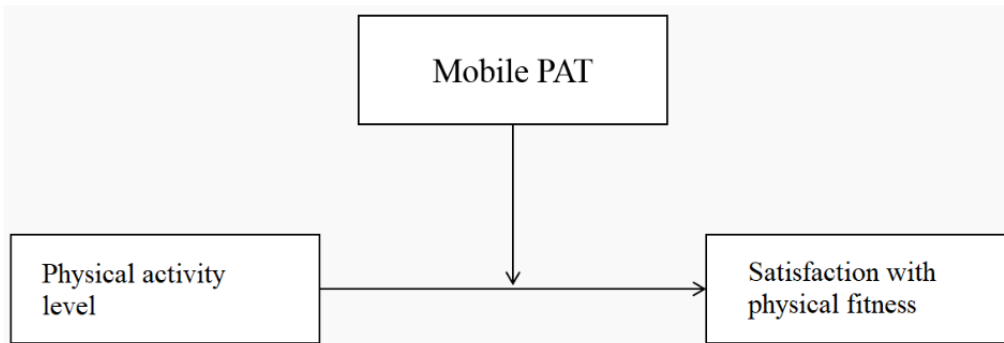 Mobile PAT
Physical activity
level
Satisfaction with
physical fitness